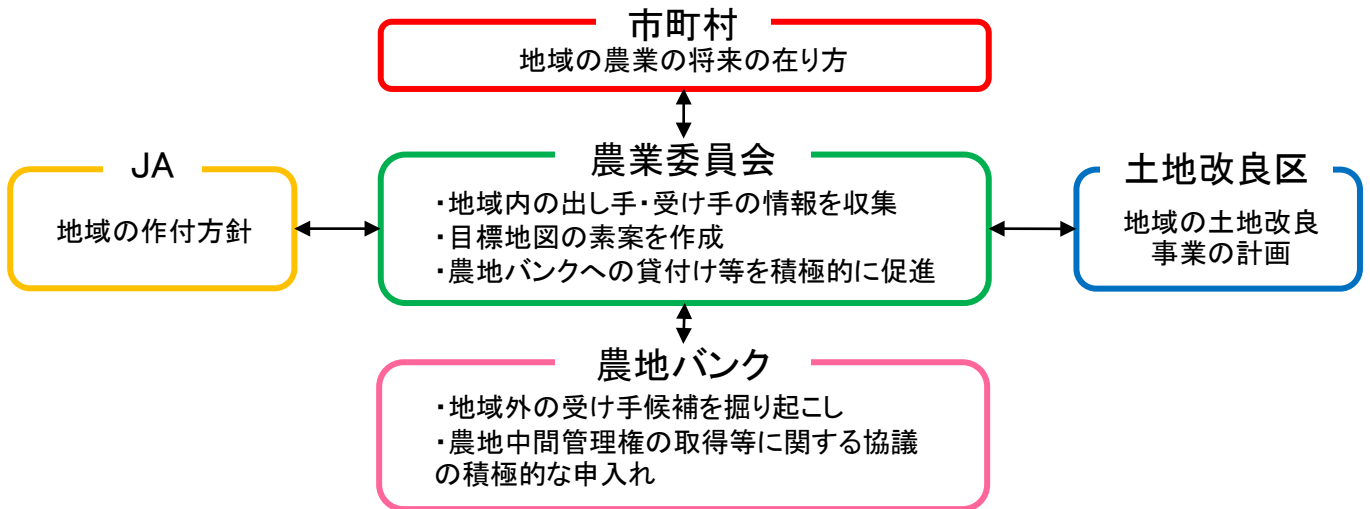 市町村
地域の農業の将来の在り方
農業委員会
・地域内の出し手・受け手の情報を収集
・目標地図の素案を作成
・農地バンクへの貸付け等を積極的に促進
JA
地域の作付方針
土地改良区
地域の土地改良
事業の計画
農地バンク
・地域外の受け手候補を掘り起こし
・農地中間管理権の取得等に関する協議
の積極的な申入れ